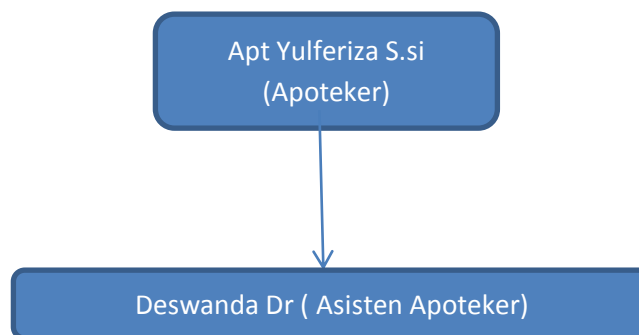 Apt Yulferiza S.si
(Apoteker)
Deswanda Dr ( Asisten Apoteker)